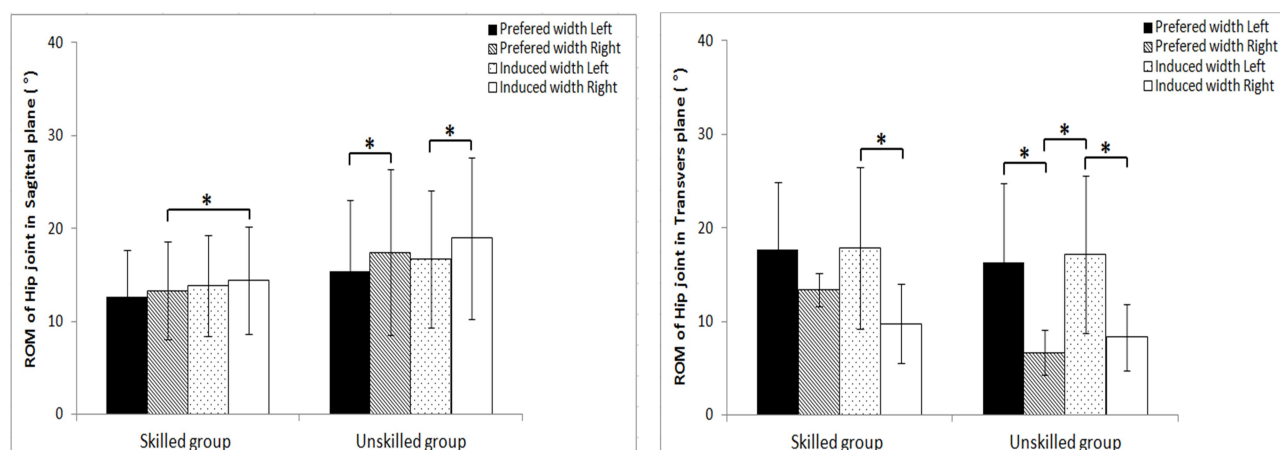 ROM of Hip joint in Sagittal plane ( °)
40
30
20
10
0
Prefered width Left
Prefered width Right
Induced width Left
Induced width Right
*
*
*
Skilled group
Unskilled group
ROM of Hip joint in Transvers plane ( °)
40
30
20
10
0
Prefered width Left
Prefered width Right
Induced width Left
Induced width Right
*
*
*
*
Skilled group
Unskilled group